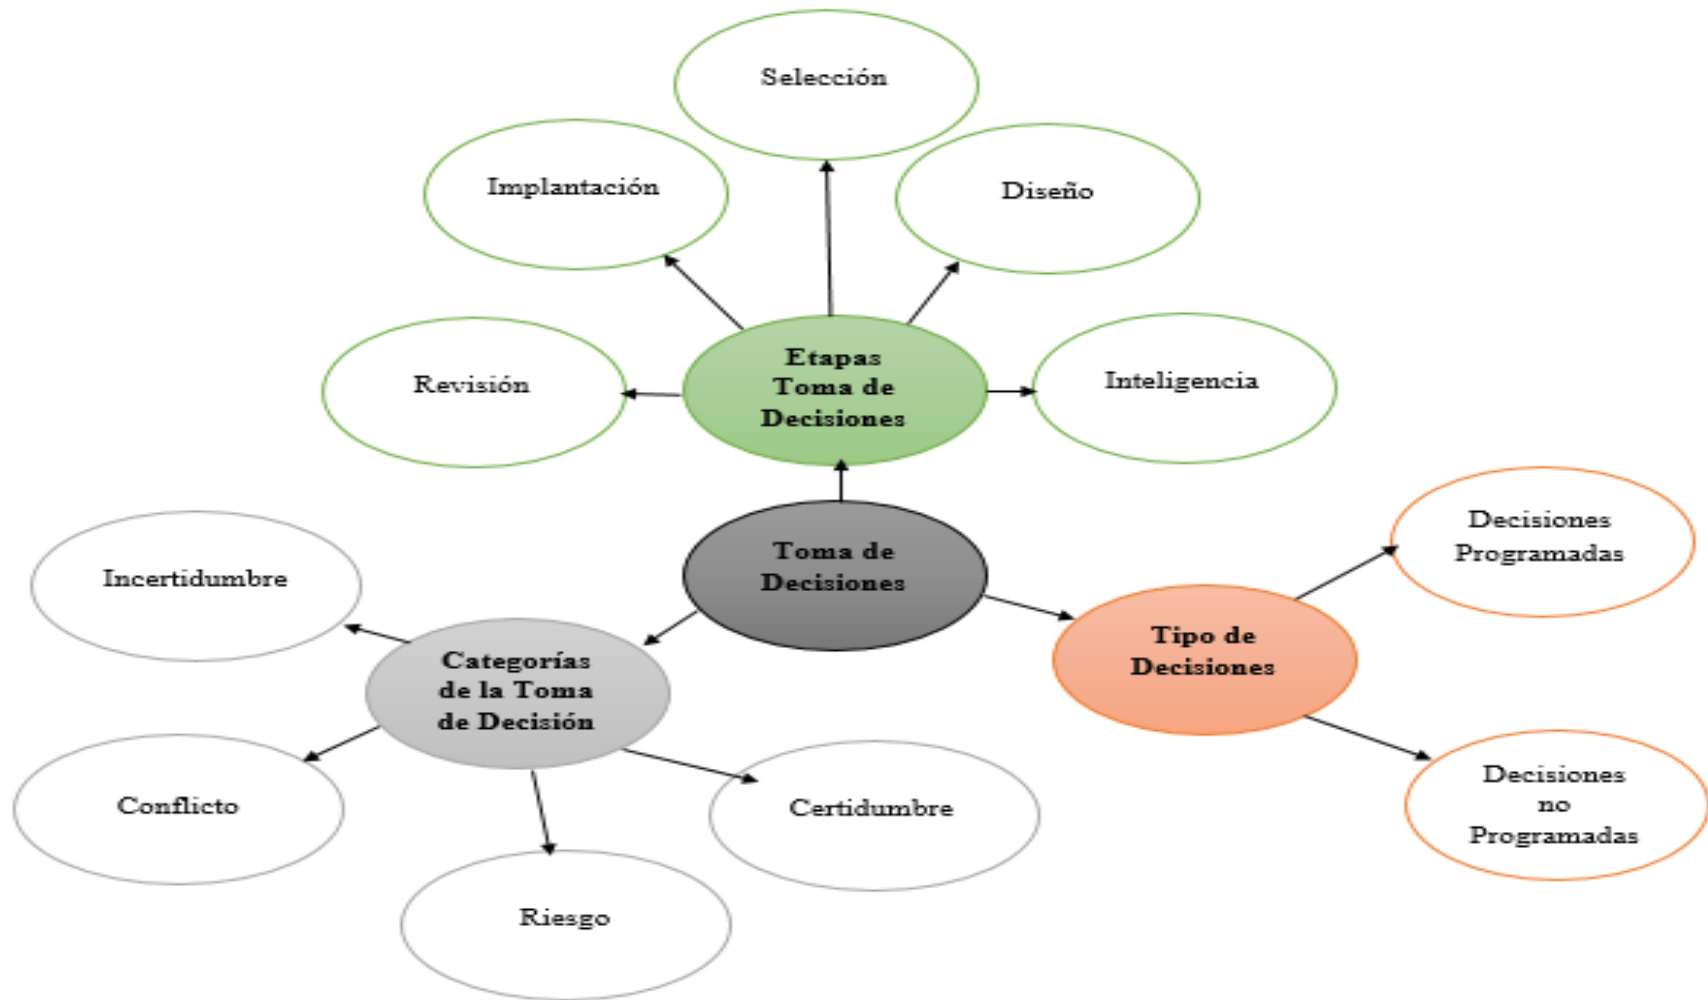 Selección
Implantación
Diseño
Revisión
Etapas
Toma de
Decisiones
Inteligencia
Toma de
Decisiones
Decisiones
Programadas
Incertidumbre
Categorías
de la Toma
de Decisión
Tipo de
Decisiones
Conflicto
Certidumbre
Decisiones
no
Programadas
Riesgo